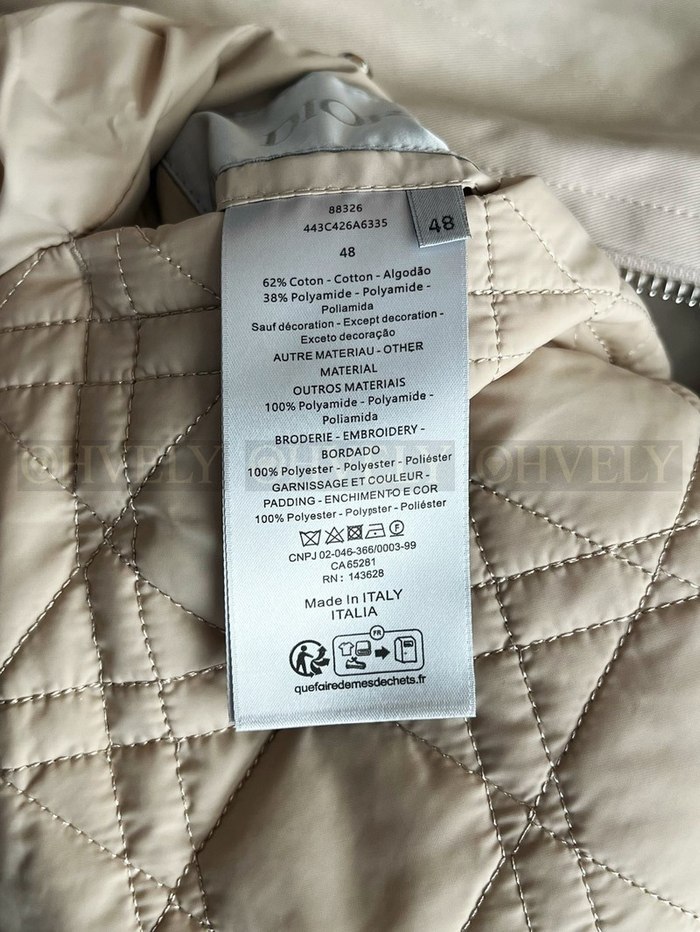 DIOR
88326
443C426A6335
48
48
62% Coton - Cotton - Algodão
38% Polyamide - Polyamide -
Poliamida
Sauf décoration - Except decoration -
Exceto decoração
AUTRE MATERIAU - OTHER
MATERIAL
OUTROS MATERIAIS
100% Polyamide - Polyamide -
Poliamida
BRODERIE - EMBROIDERY -
BORDADO
100% Polyester - Polyester - Poliéster
GARNISSAGE ET COULEUR -
PADDING - ENCHIMENTO E COR
100% Polyester - Polyester - Poliéster
F
CNPJ 02-046-366/0003-99
CA 65281
RN : 143628
Made In ITALY
ITALIA
FR
quefairedemesdechets.fr
OHVELY OHVELY OHVELY